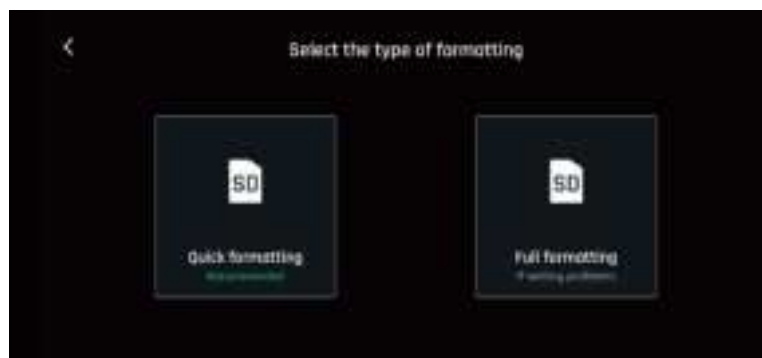 Select the type of formatting
SD
SD
Quick formatting
Full formatting